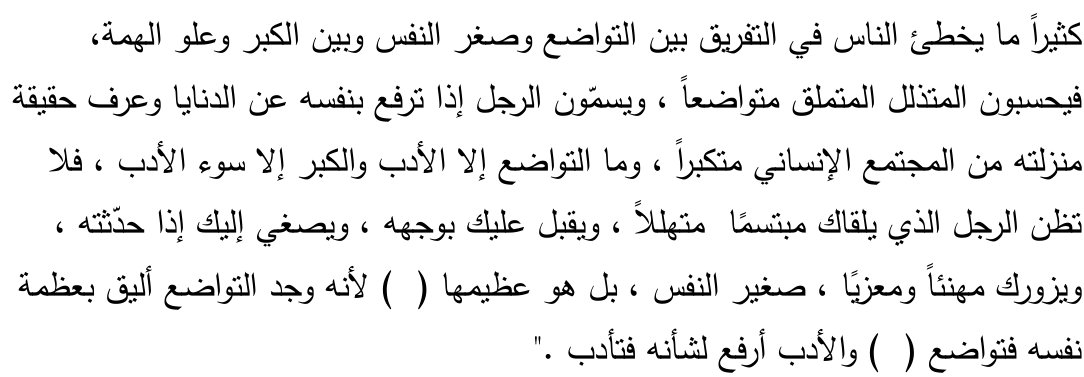 كثيراً ما يخطئ الناس في التفريق بين التواضع وصغر النفس وبين الكبر وعلو الهمة،
فيحسبون المتذلل المتملق متواضعاً ، ويسمّون الرجل إذا ترفع بنفسه عن الدنايا وعرف حقيقة
منزلته من المجتمع الإنساني متكبراً ، وما التواضع إلا الأدب والكبر إلا سوء الأدب ، فلا
تظن الرجل الذي يلقاك مبتسمًا متهللاً ، ويقبل عليك بوجهه ، ويصغي إليك إذا حدّثته ،
ويزورك مهنئاً ومعزيًا ، صغير النفس ، بل هو عظيمها ( ) لأنه وجد التواضع أليق بعظمة
نفسه فتواضع ( ) والأدب أرفع لشأنه فتأدب ."